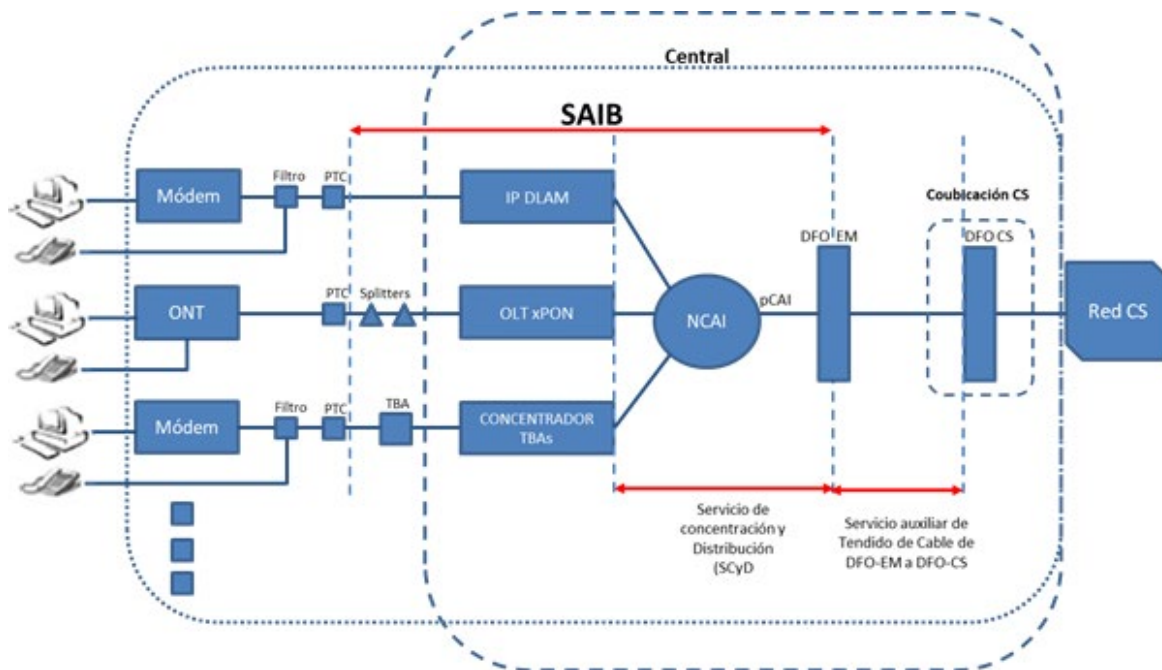 Central
SAIB
Filtro
PTC
Módem
IP DLAM
Coubicación CS
DFO EM
DFO CS
PTC
Splitters
pCAI
ONT
OLT xPON
NCAI
Red CS
Filtro
PTC
TBA
Módem
CONCENTRADOR
TBAs
Servicio de
concentración y
Distribución
(SCyD
Servicio auxiliar de
Tendido de Cable de
DFO-EM a DFO-CS